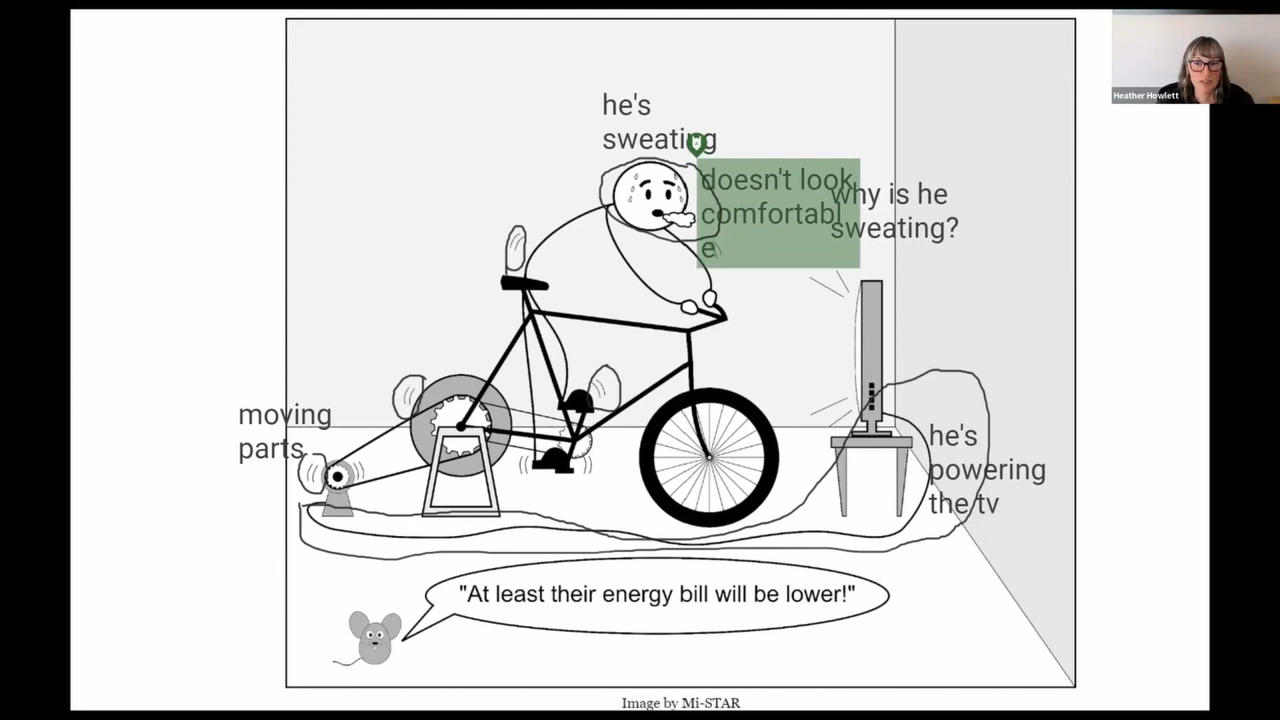 Heather Howlett
he's
sweating
doesn't look
comfortabl
e
why is he
sweating?
moving
parts
he's
powering
the tv
"At least their energy bill will be lower!"
Image by Mi-STAR